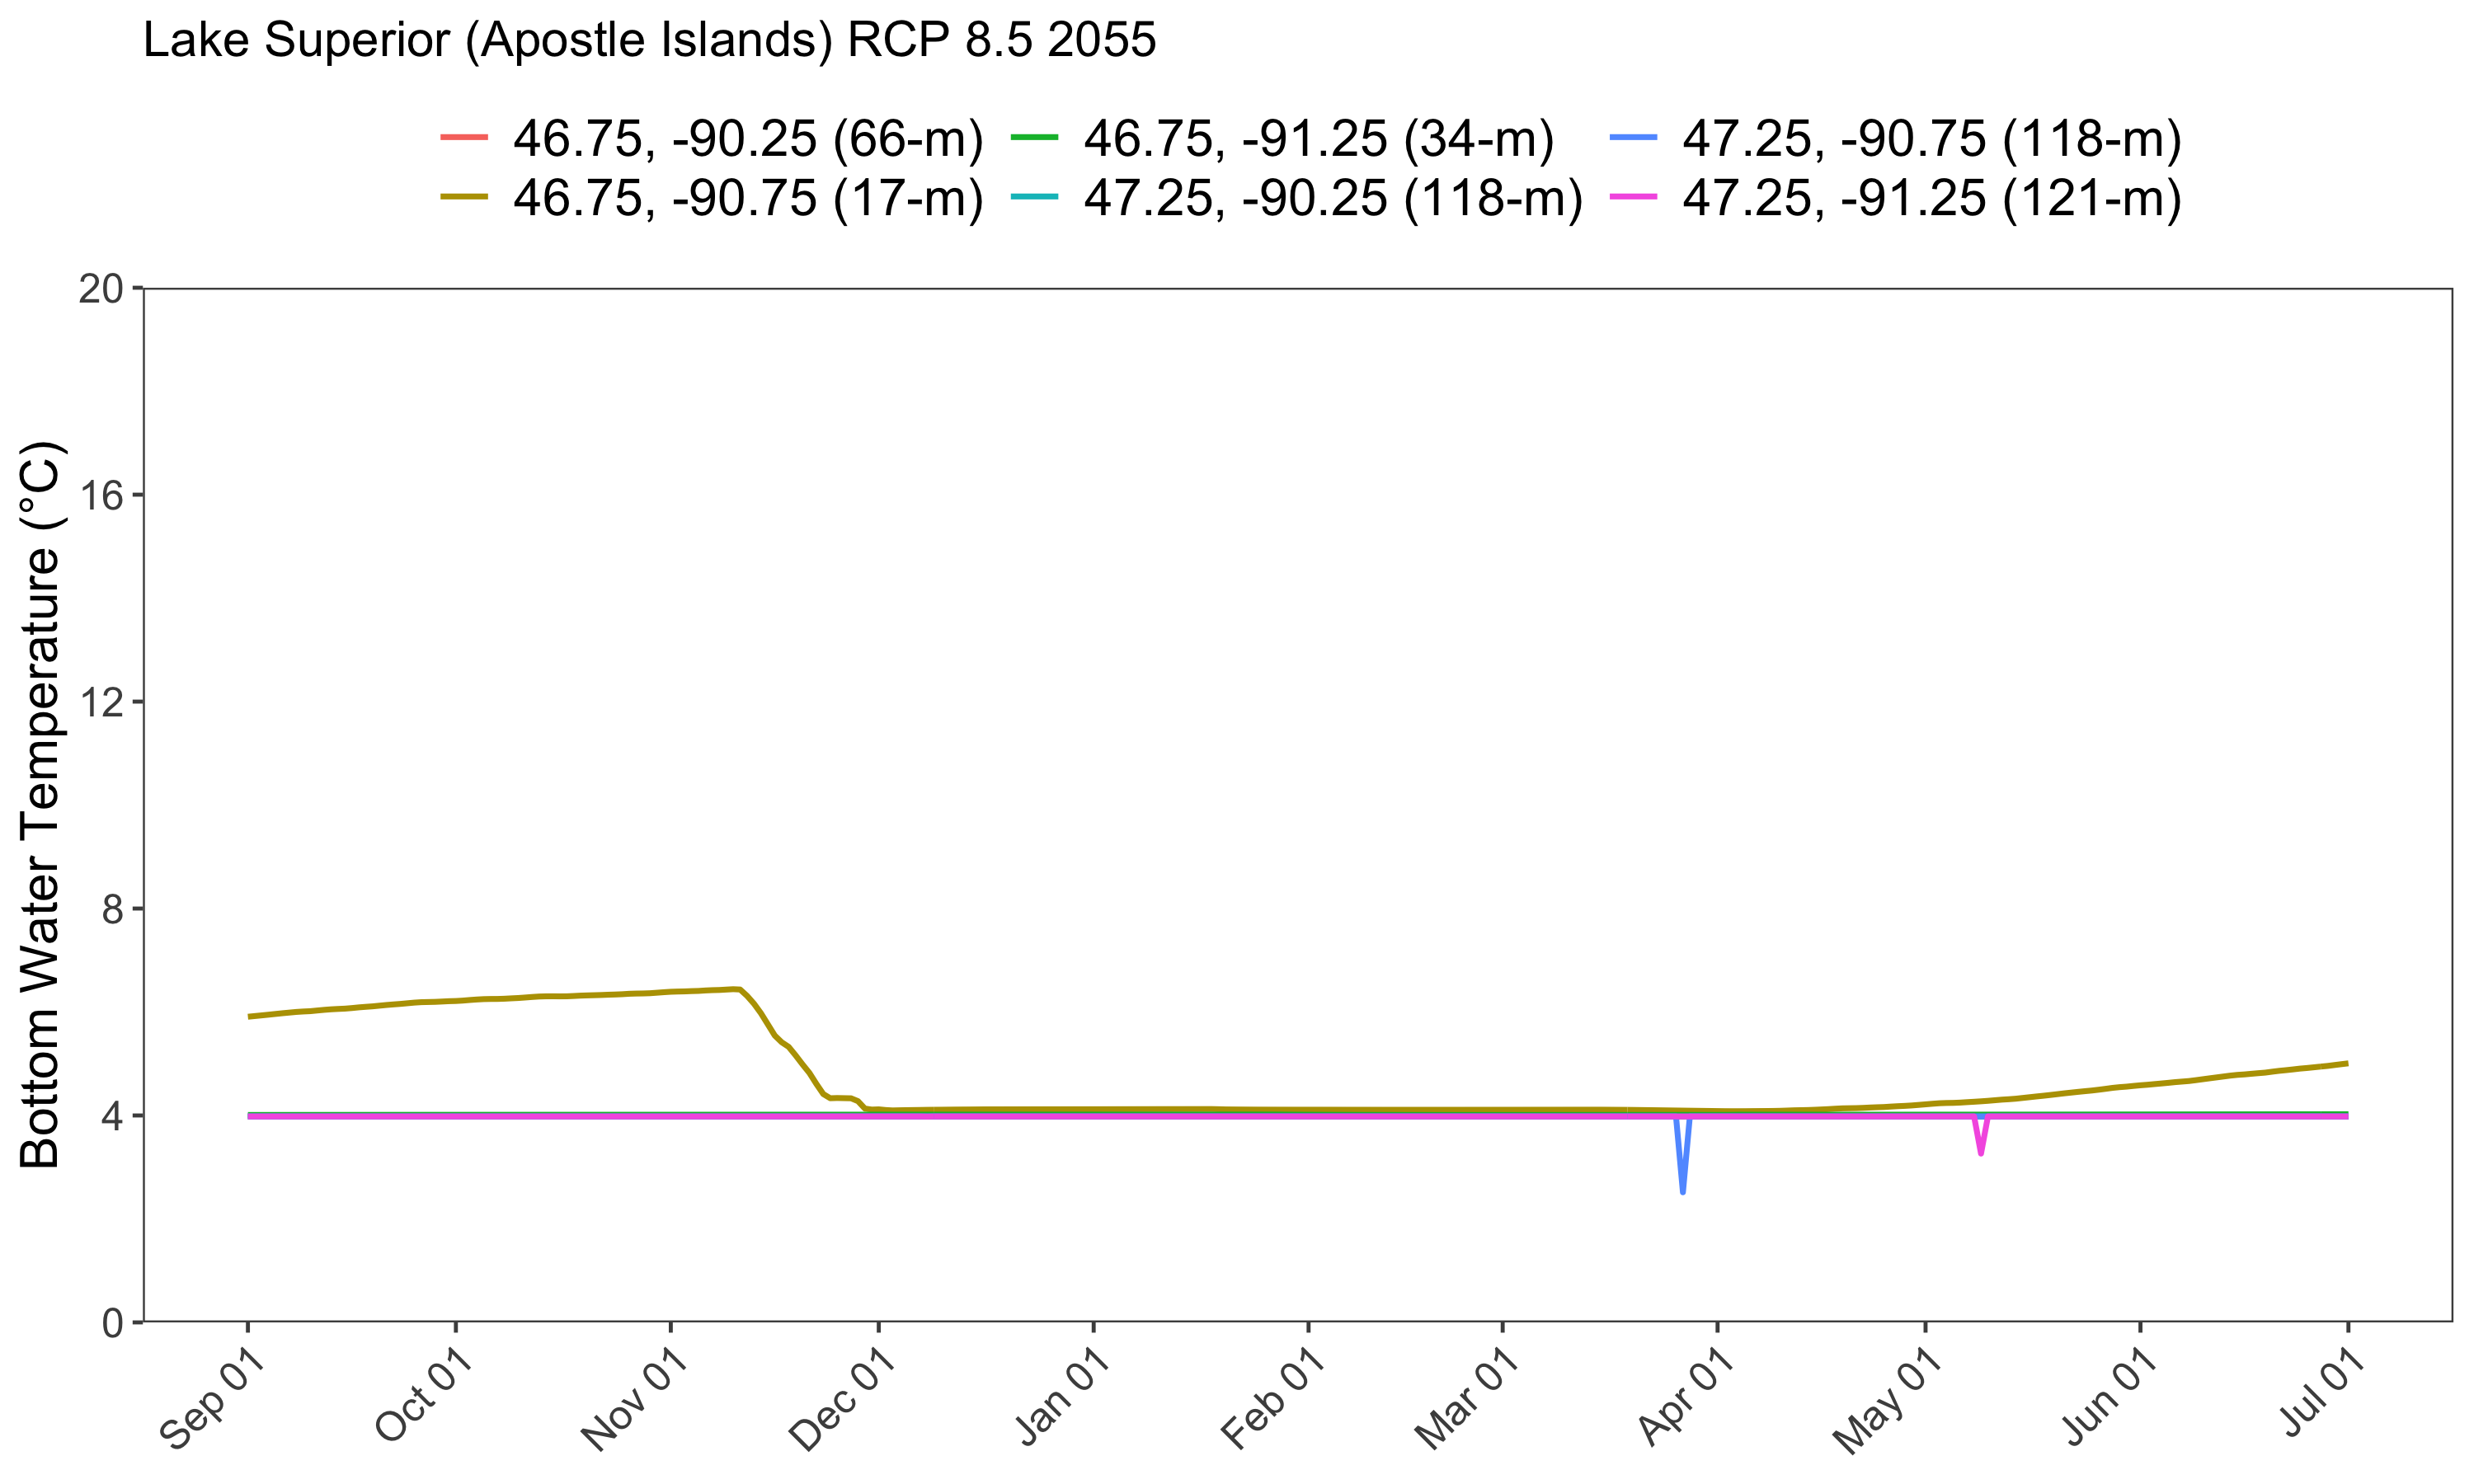 Lake Superior (Apostle Islands) RCP 8.5 2055
46.75, -90.25 (66-m) 46.75, -91.25 (34-m) 47.25, -90.75 (118-m)
46.75, -90.75 (17-m) 47.25, -90.25 (118-m) 47.25, -91.25 (121-m)
Bottom Water Temperature (°C)
20
16
12
8
4
0
Sep 01 Oct 01 Nov 01 Dec 01 Jan 01 Feb 01 Mar 01 Apr 01 May 01 Jun 01 Jul 01